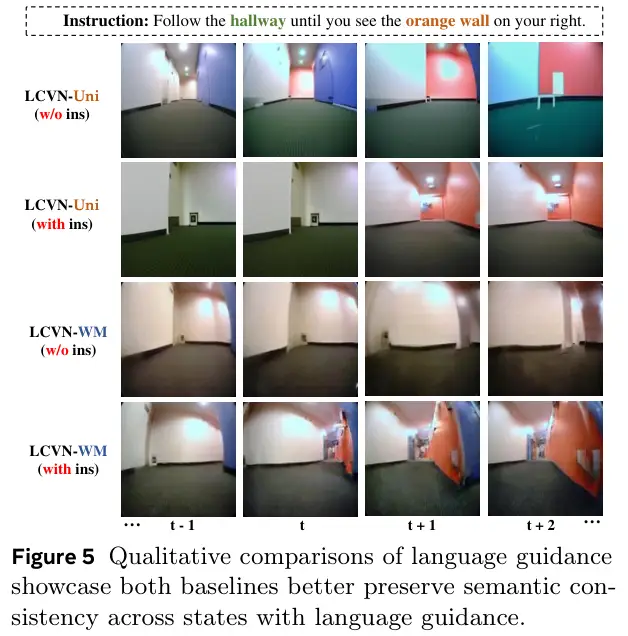 Instruction: Follow the hallway until you see the orange wall on your right.
LCVN-Uni
(w/o ins)
LCVN-Uni
(with ins)
LCVN-WM
(w/o ins)
LCVN-WM
(with ins)
... t - 1 t t + 1 t + 2 ...
Figure 5 Qualitative comparisons of language guidance
showcase both baselines better preserve semantic con-
sistency across states with language guidance.